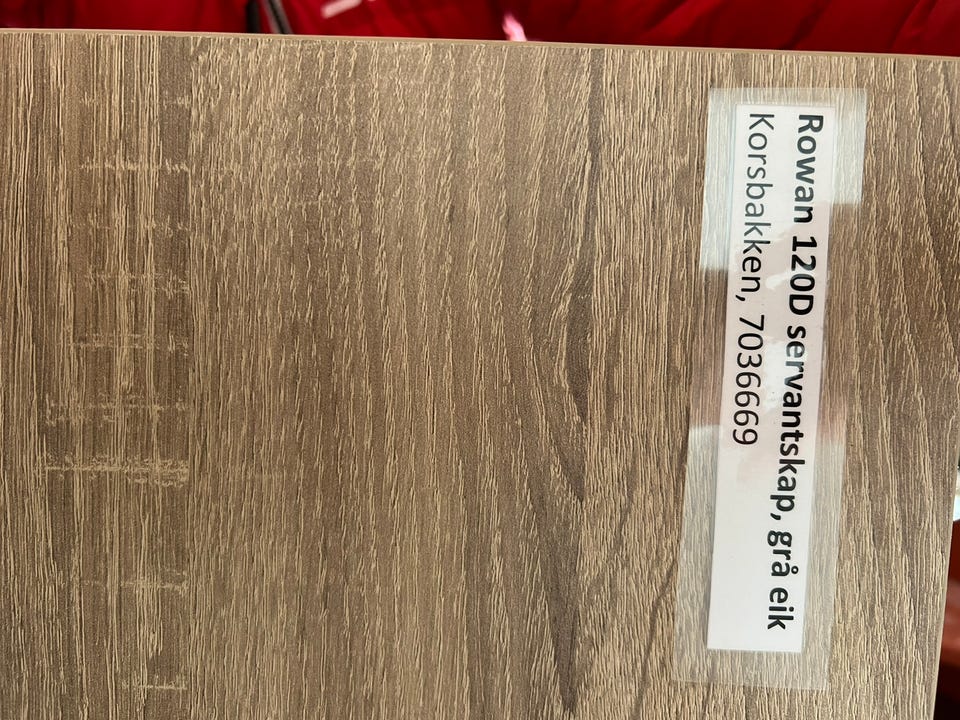 Rowan 120D servantskap, grå eik
Korsbakken, 7036669